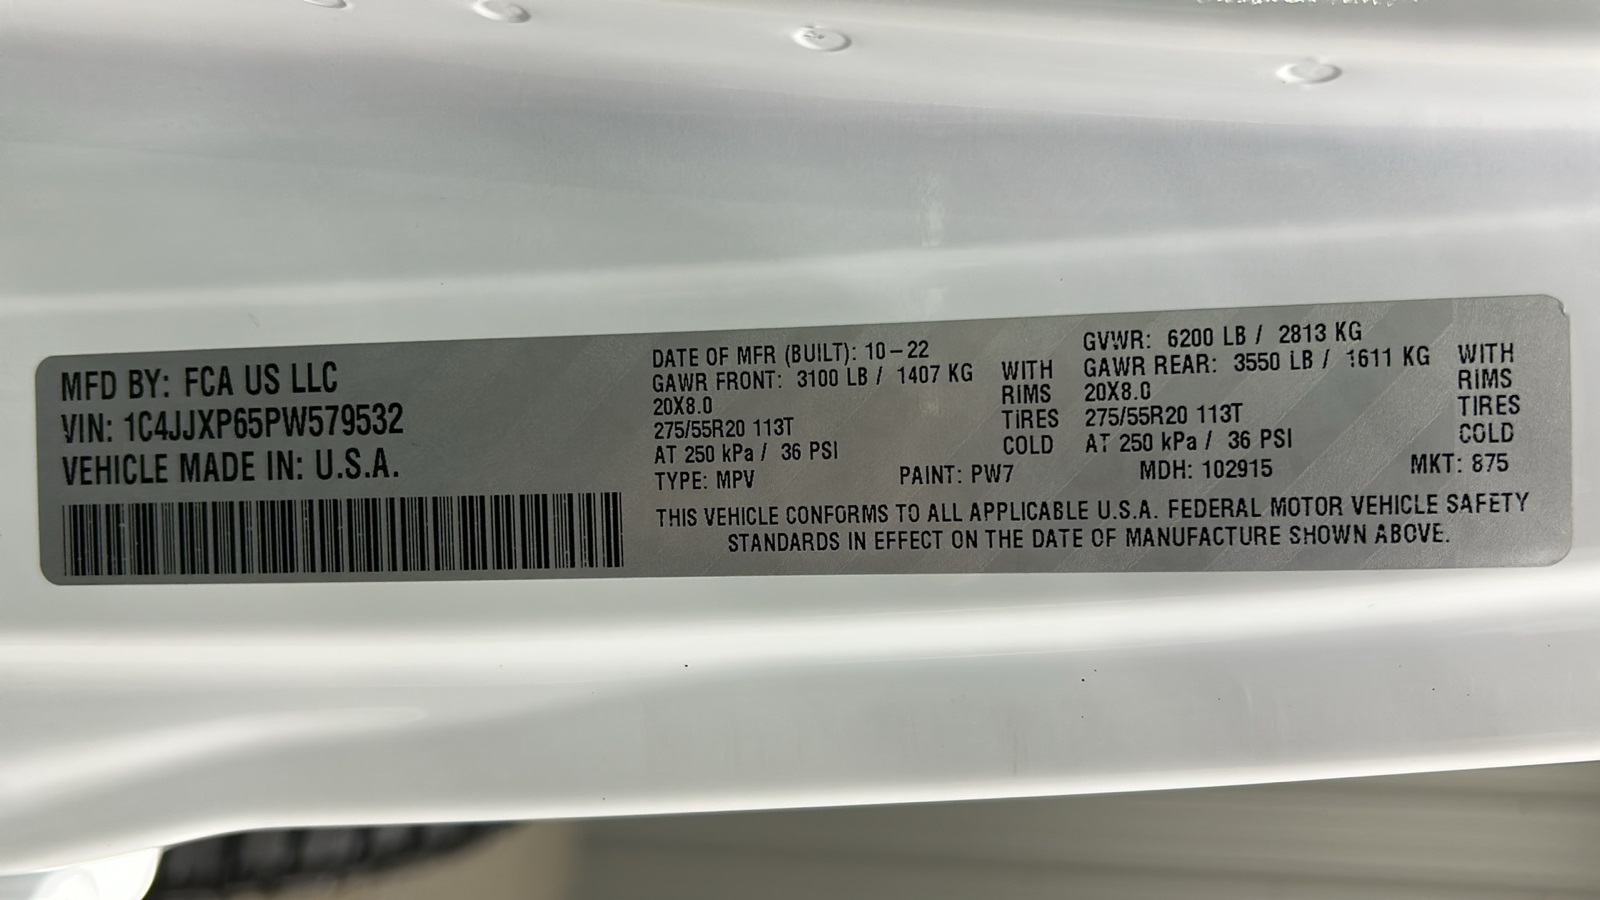 MFD BY: FCA US LLC
VIN: 1C4JJXP65PW579532
VEHICLE MADE IN: U.S.A.
DATE OF MFR (BUILT): 10-22
GAWR FRONT: 3100 LB / 1407 KG WITH
20X8.0 RIMS
275/55R20 113T TIRES
AT 250 kPa / 36 PSI COLD
GVWR: 6200 LB / 2813 KG
GAWR REAR: 3550 LB / 1611 KG WITH
20X8.0 RIMS
275/55R20 113T TIRES
AT 250 kPa / 36 PSI COLD
TYPE: MPV PAINT: PW7 MDH: 102915 MKT: 875
THIS VEHICLE CONFORMS TO ALL APPLICABLE U.S.A. FEDERAL MOTOR VEHICLE SAFETY
STANDARDS IN EFFECT ON THE DATE OF MANUFACTURE SHOWN ABOVE.